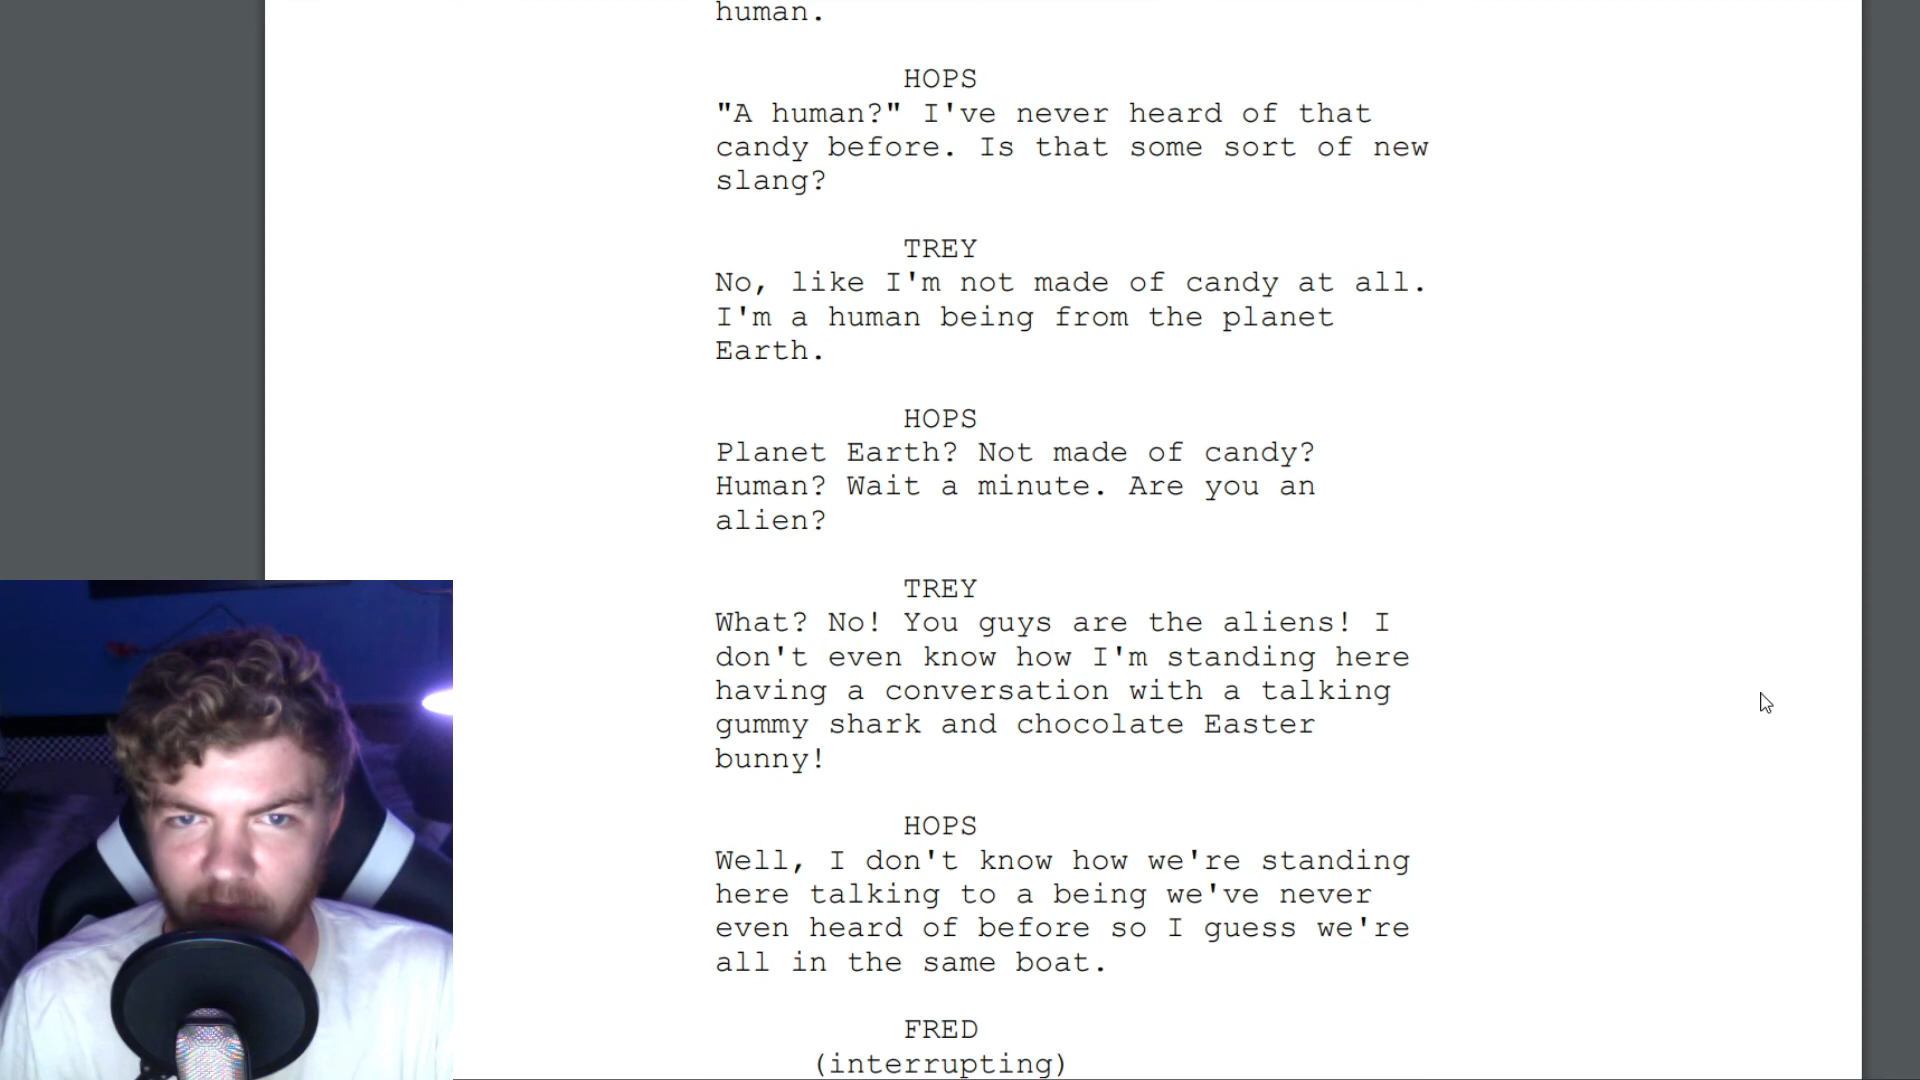 human.
HOPS
"A human?" I've never heard of that
candy before. Is that some sort of new
slang?
TREY
No, like I'm not made of candy at all.
I'm a human being from the planet
Earth.
HOPS
Planet Earth? Not made of candy?
Human? Wait a minute. Are you an
alien?
TREY
What? No! You guys are the aliens! I
don't even know how I'm standing here
having a conversation with a talking
gummy shark and chocolate Easter
bunny!
HOPS
Well, I don't know how we're standing
here talking to a being we've never
even heard of before so I guess we're
all in the same boat.
FRED
(interrupting)